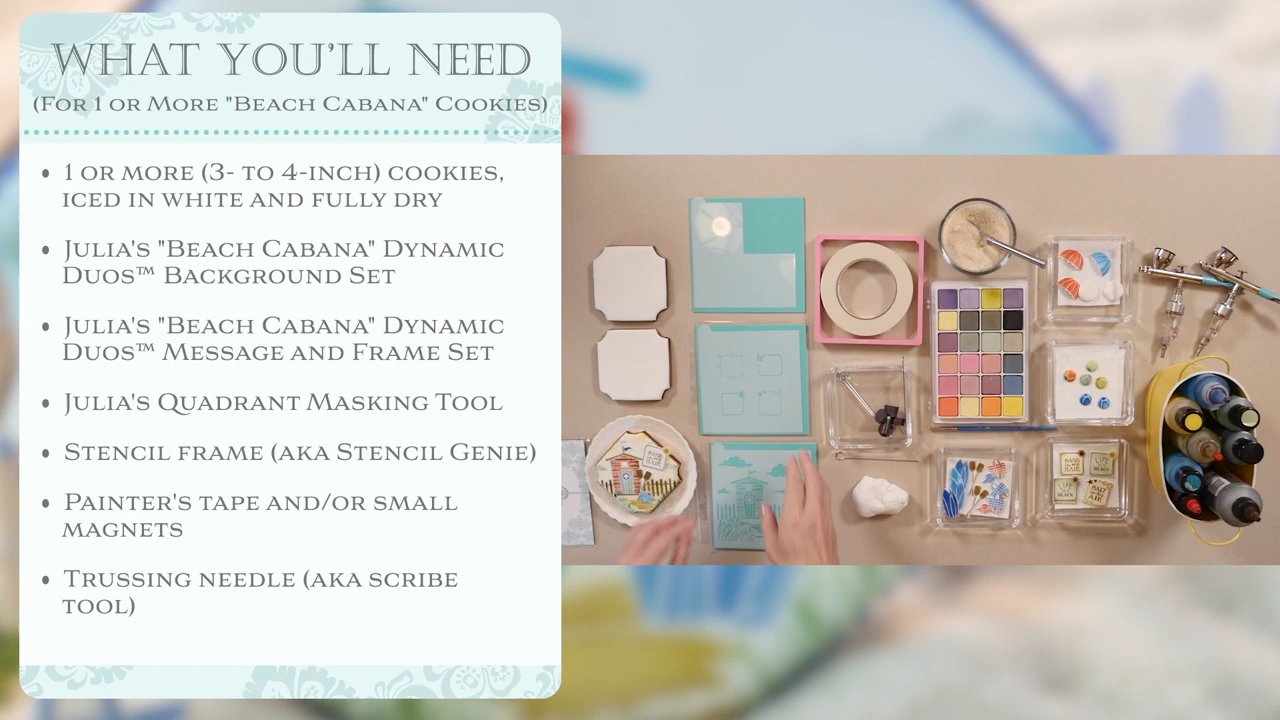 WHAT YOU'LL NEED
(For 1 or More "Beach Cabana" Cookies)
• 1 or more (3- to 4-inch) cookies,
iced in white and fully dry
• Julia's "Beach Cabana" Dynamic
Duos™ Background Set
• Julia's "Beach Cabana" Dynamic
Duos™ Message and Frame Set
• Julia's Quadrant Masking Tool
• Stencil frame (aka Stencil Genie)
• Painter's tape and/or small
magnets
• Trussing needle (aka scribe
tool)